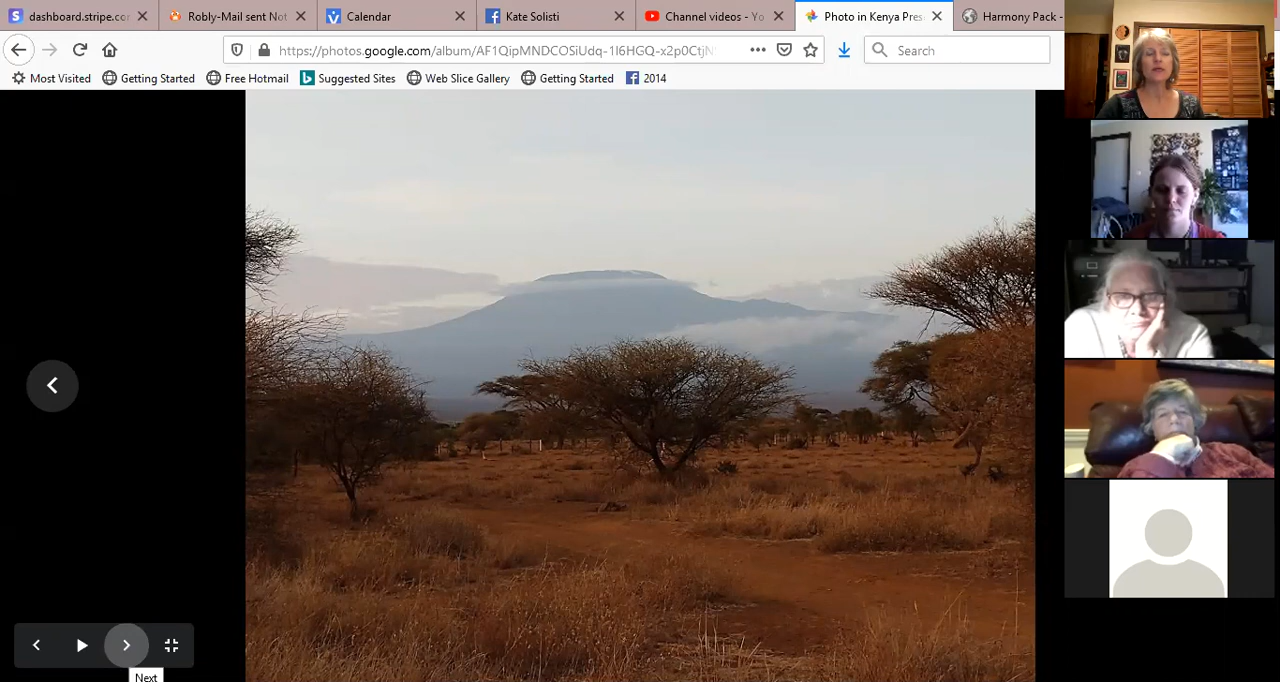 dashboard.stripe.co
Robly-Mail sent Not
Calendar
Kate Solisti
Channel videos - Yo
Photo in Kenya Pres
Harmony Pack -
https://photos.google.com/album/AF1QipMNDCOSiUdq-1I6HGQ-x2p0CtjN
Search
Most Visited
Getting Started
Free Hotmail
Suggested Sites
Web Slice Gallery
Getting Started
2014
Next